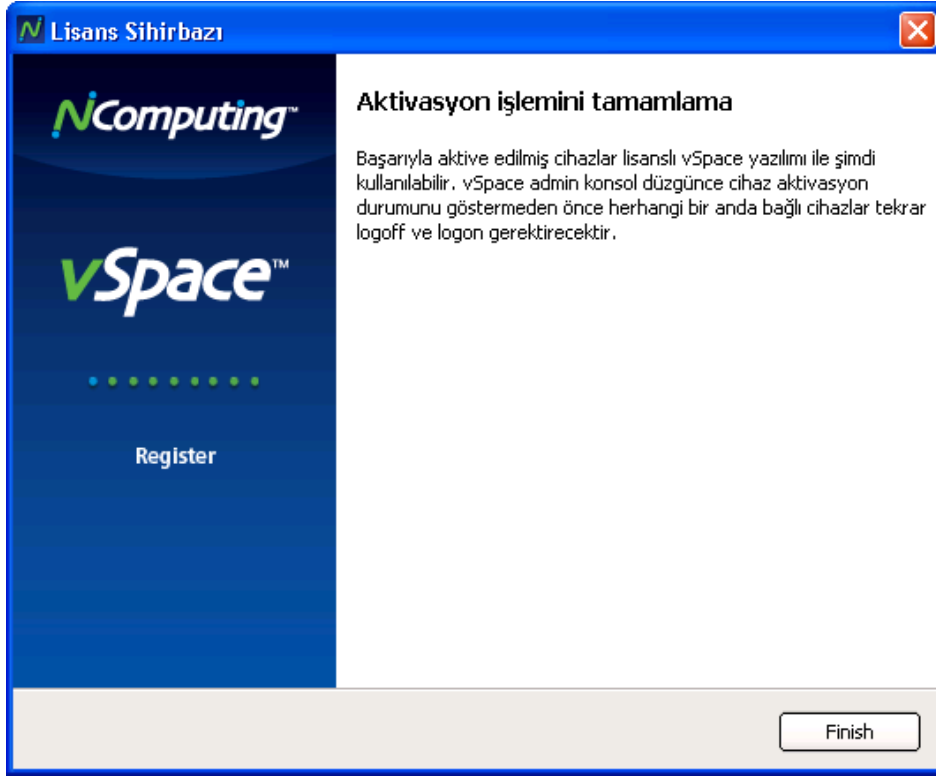 Lisans Sihirbazı
NComputing™
Aktivasyon işlemini tamamlama
Başarıyla aktive edilmiş cihazlar lisanslı vSpace yazılımı ile şimdi
kullanılabilir. vSpace admin konsol düzgünce cihaz aktivasyon
durumunu göstermeden önce herhangi bir anda bağlı cihazlar tekrar
logoff ve logon gerektirecektir.
vSpace™
Register
Finish